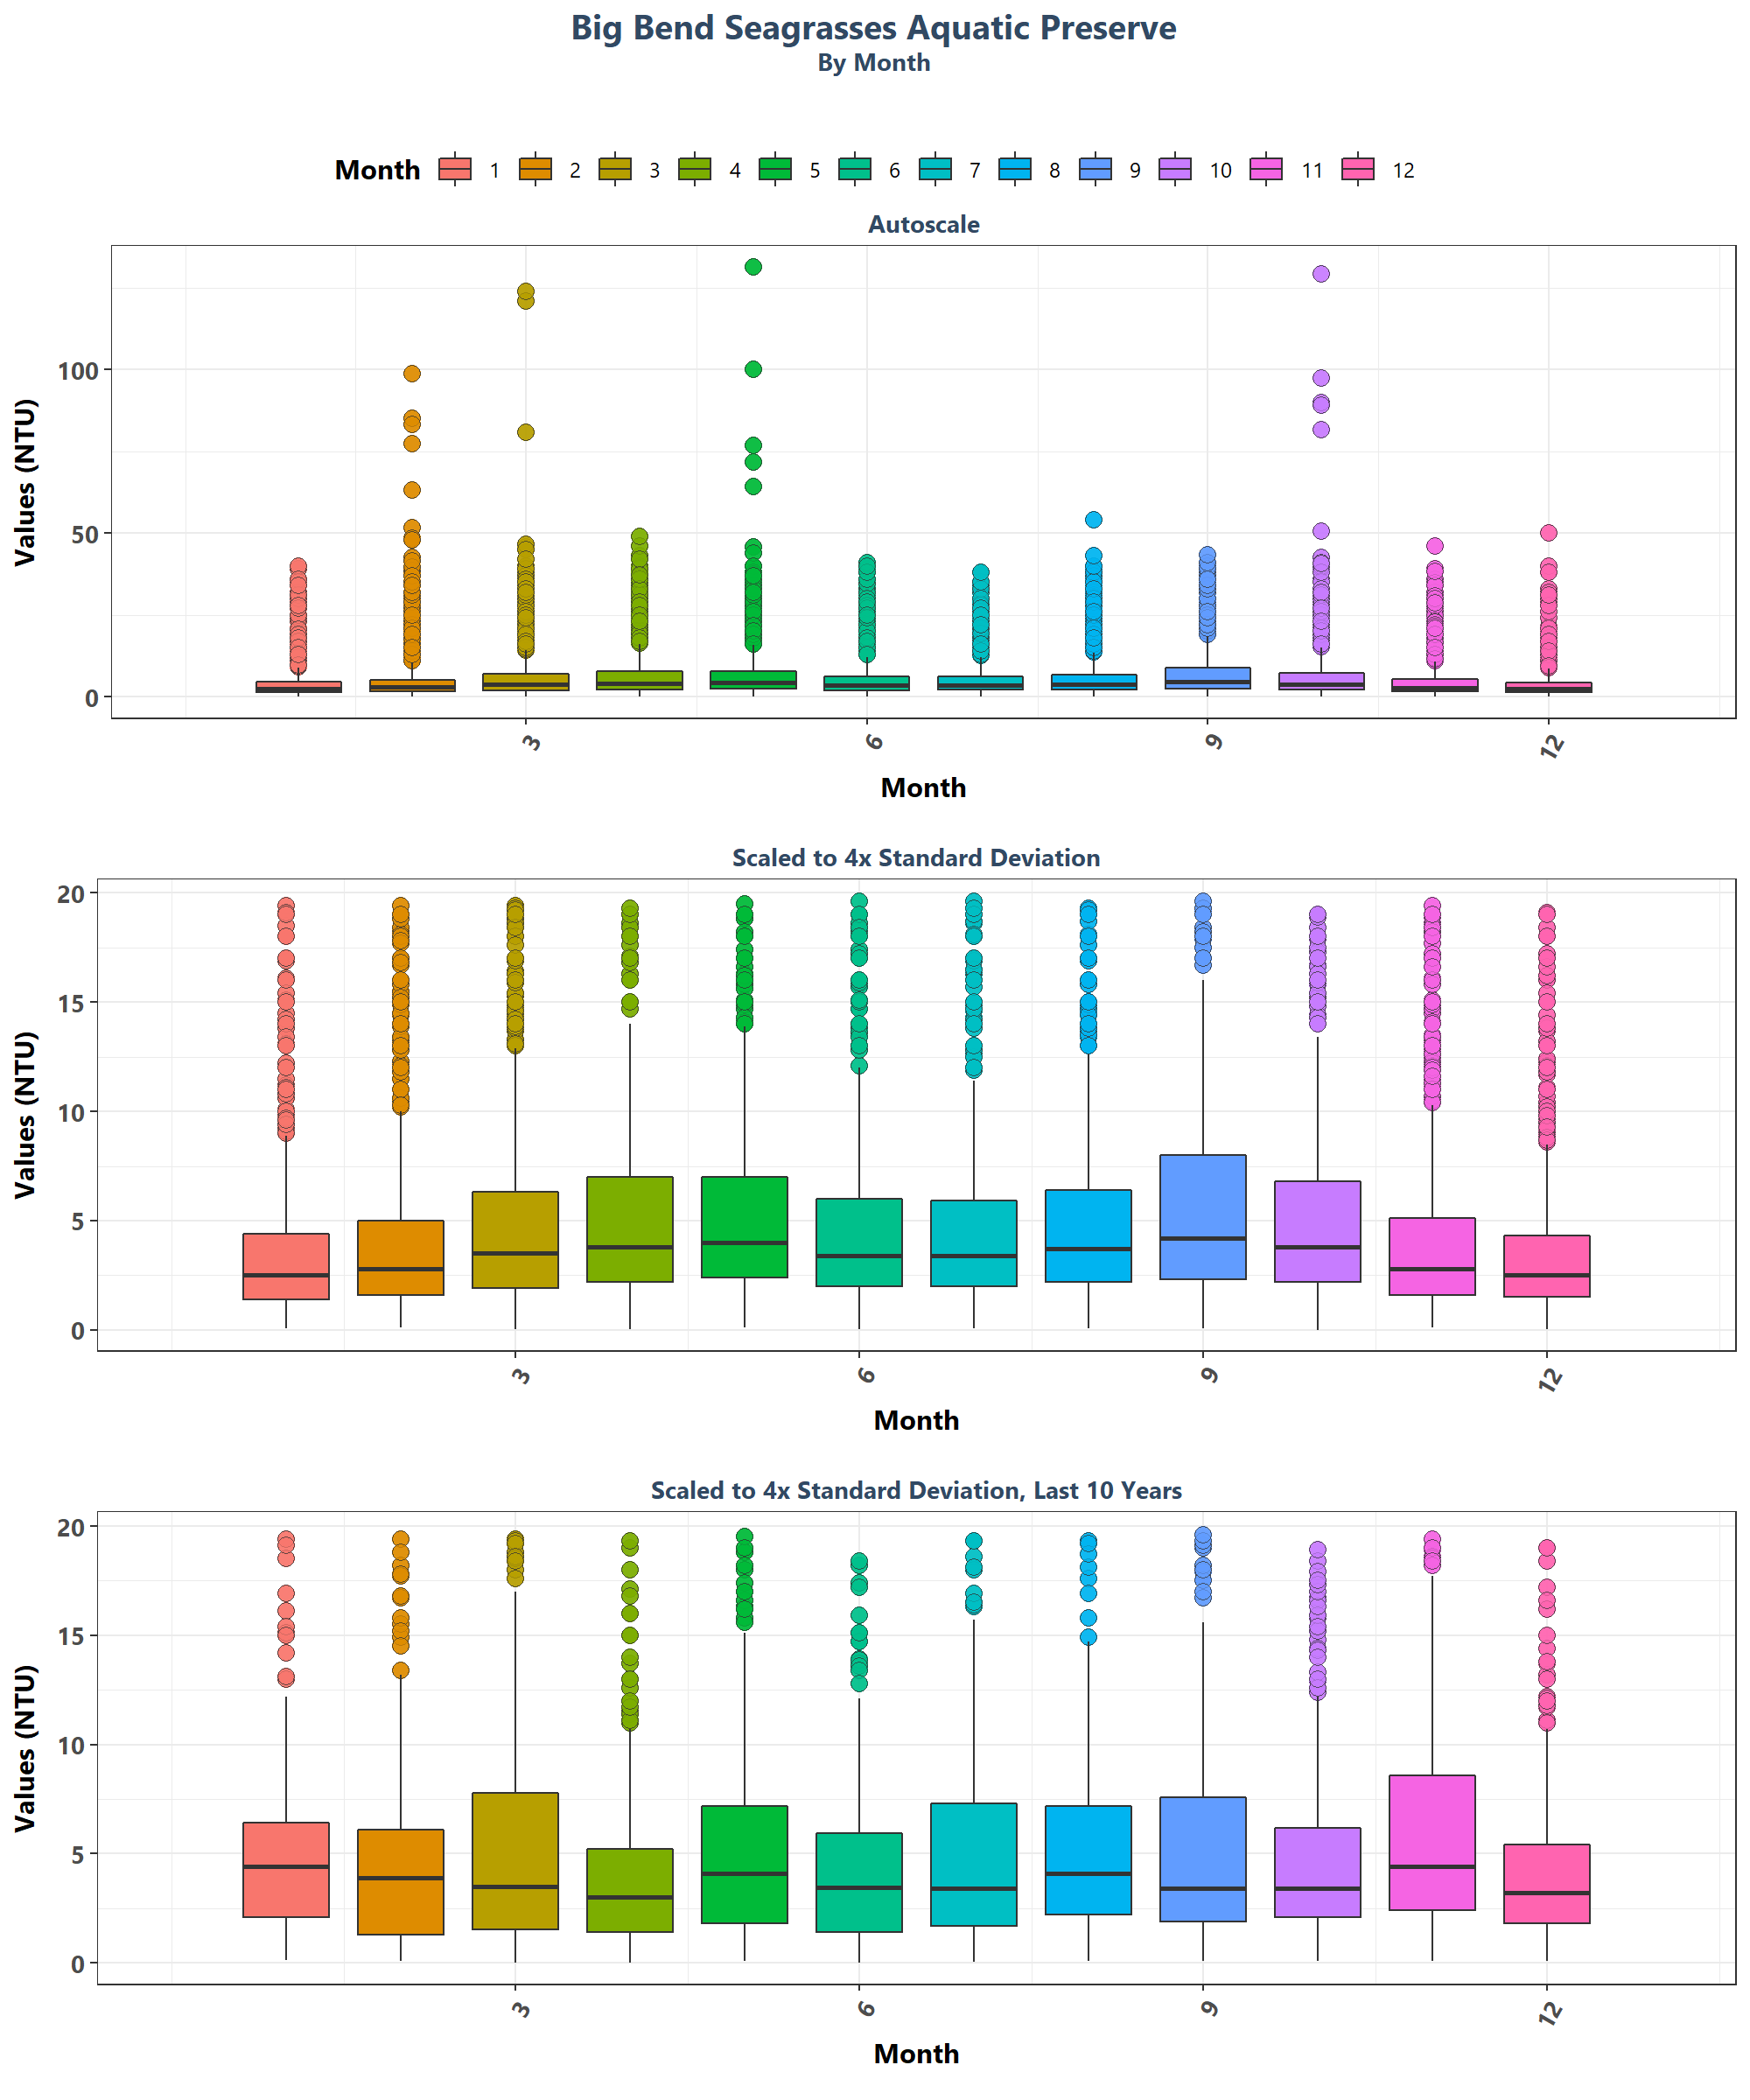 Big Bend Seagrasses Aquatic Preserve
By Month
Month 1 2 3 4 5 6 7 8 9 10 11 12
Autoscale
Values (NTU)
100
50
0
3 6 9 12
Month
Scaled to 4x Standard Deviation
Values (NTU)
20
15
10
5
0
3 6 9 12
Month
Scaled to 4x Standard Deviation, Last 10 Years
Values (NTU)
20
15
10
5
0
3 6 9 12
Month